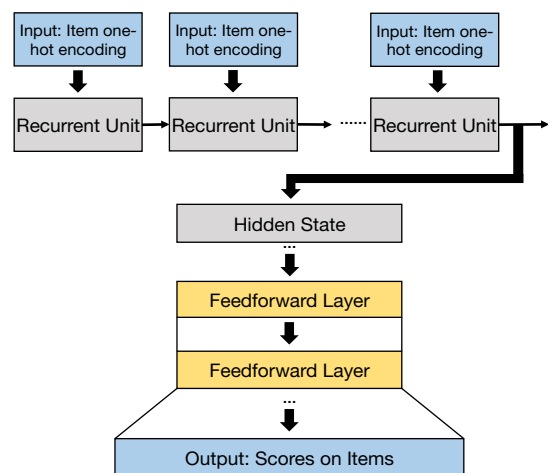 Input: Item one-
hot encoding
Input: Item one-
hot encoding
Input: Item one-
hot encoding
Recurrent Unit
Recurrent Unit
......
Recurrent Unit
Hidden State
...
Feedforward Layer
Feedforward Layer
...
Output: Scores on Items